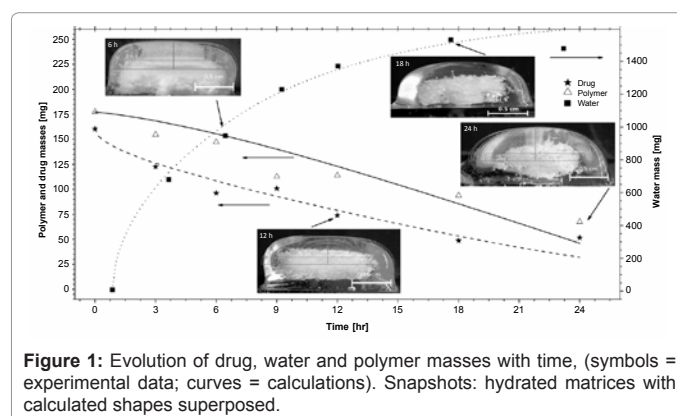 250
225
200
175
150
125
100
75
50
25
0
Polymer and drug masses [mg]
0 3 6 9 12 15 18 21 24
Time [hr]
1400
1200
1000
800
600
400
200
0
Water mass [mg]
6 h
0.5 cm
18 h
0.5 cm
Drug
Polymer
Water
24 h
12 h
Figure 1: Evolution of drug, water and polymer masses with time, (symbols =
experimental data; curves = calculations). Snapshots: hydrated matrices with
calculated shapes superposed.